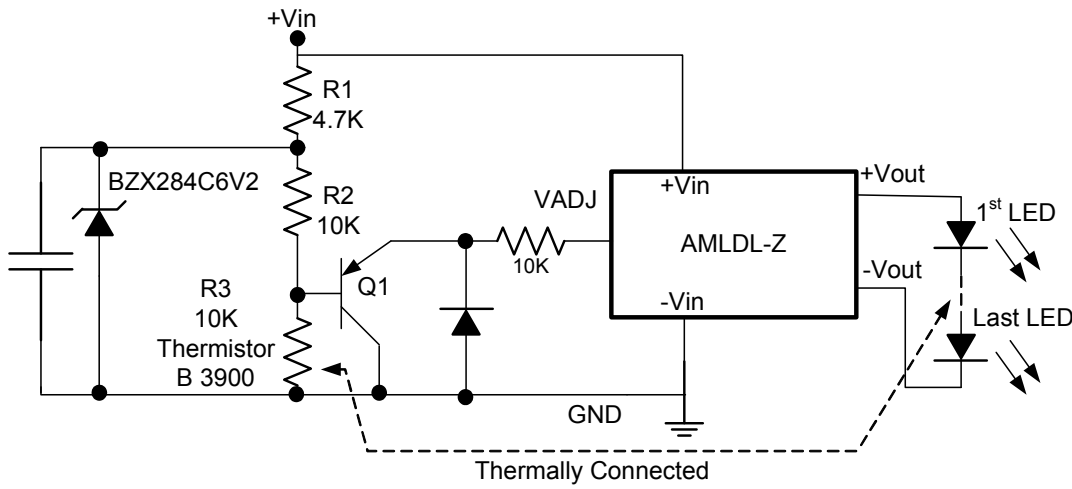 +Vin
R1
4.7K
BZX284C6V2
R2
10K
VADJ
10K
+Vin
AMLDL-Z
-Vin
+Vout
1st LED
-Vout
Last LED
Q1
R3
10K
Thermistor
B 3900
GND
Thermally Connected